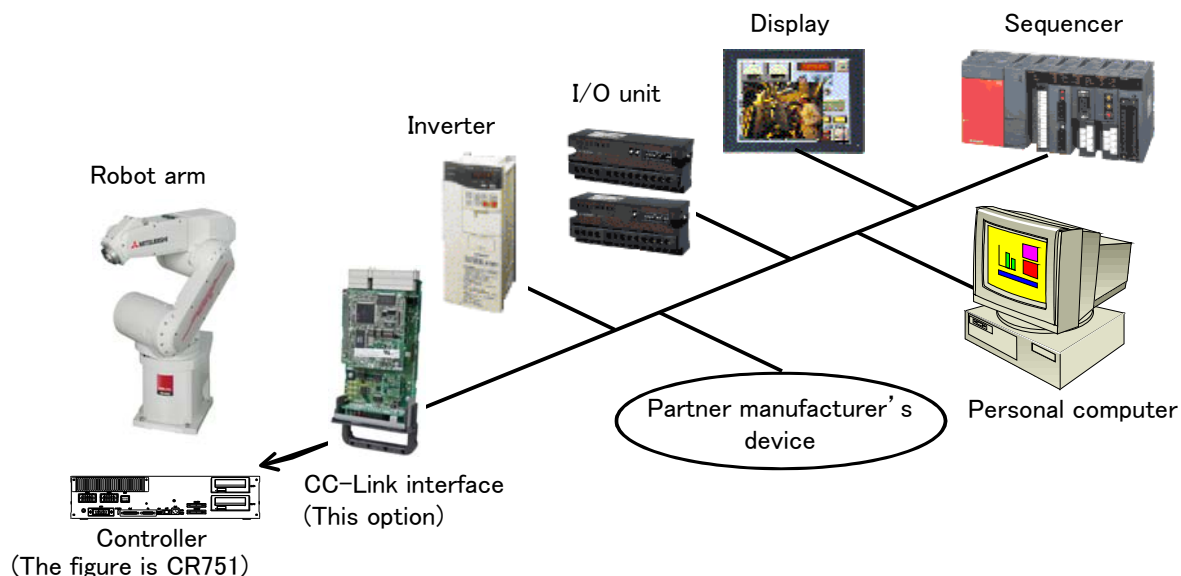 Display
Sequencer
I/O unit
Inverter
Robot arm
MITSUBISHI
Partner manufacturer's
device
Personal computer
CC-Link interface
(This option)
Controller
(The figure is CR751)